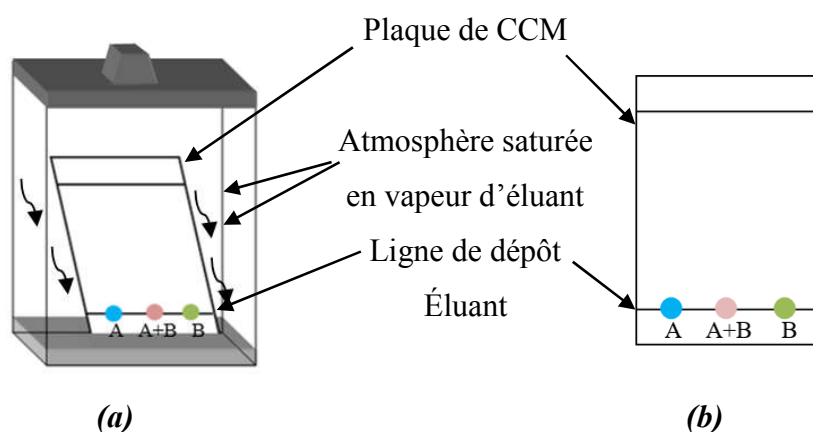 Plaque de CCM
Atmosphère saturée
en vapeur d'éluant
Ligne de dépôt
Éluant
A A+B B
A A+B B
(a)
(b)